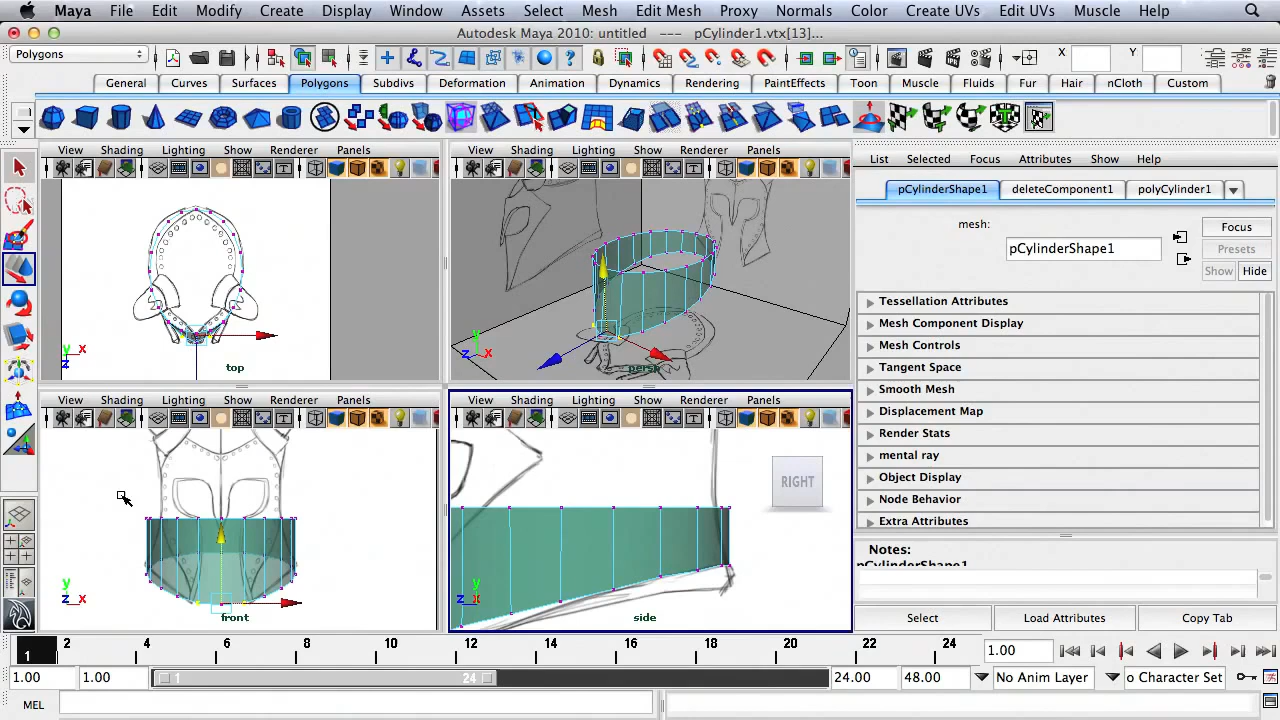 Maya File Edit Modify Create Display Window Assets Select Mesh Edit Mesh Proxy Normals Color Create UVs Edit UVs Muscle Help
Autodesk Maya 2010: untitled --- pCylinder1.vtx[13]...
Polygons X Y
General Curves Surfaces Polygons Subdivs Deformation Animation Dynamics Rendering PaintEffects Toon Muscle Fluids Fur Hair nCloth Custom
View Shading Lighting Show Renderer Panels
View Shading Lighting Show Renderer Panels
List Selected Focus Attributes Show Help
pCylinderShape1 deleteComponent1 polyCylinder1
mesh: pCylinderShape1
Focus
Presets
Show Hide
Tessellation Attributes
Mesh Component Display
Mesh Controls
Tangent Space
Smooth Mesh
Displacement Map
Render Stats
mental ray
Object Display
Node Behavior
Extra Attributes
y x z
top
y z x
persp
View Shading Lighting Show Renderer Panels
View Shading Lighting Show Renderer Panels
RIGHT
y z x
front
y z x
side
Notes: pCylinderShape1
Select Load Attributes Copy Tab
1 2 4 6 8 10 12 14 16 18 20 22 24 1.00
1.00 1.00 1 24 24.00 48.00 No Anim Layer o Character Set
MEL